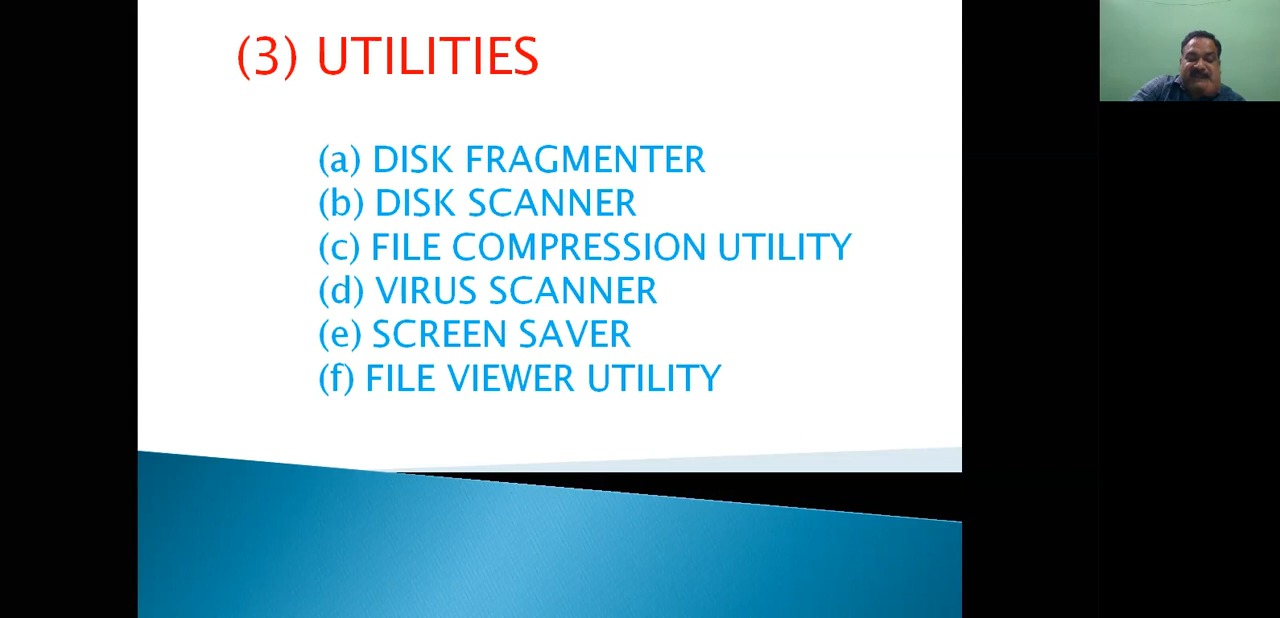 (3) UTILITIES
(a) DISK FRAGMENTER
(b) DISK SCANNER
(c) FILE COMPRESSION UTILITY
(d) VIRUS SCANNER
(e) SCREEN SAVER
(f) FILE VIEWER UTILITY